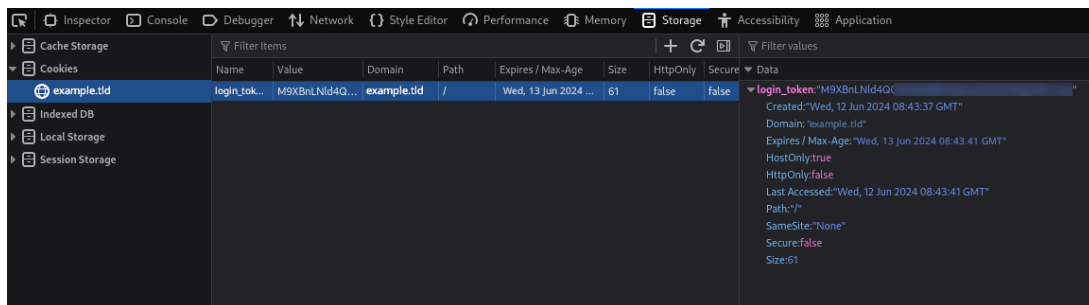 Inspector Console Debugger Network {} Style Editor Performance Memory Storage Accessibility Application
Cache Storage
Filter Items
Filter values
Cookies
Name Value Domain Path Expires / Max-Age Size HttpOnly Secure
Data
example.tld
login_tok... M9XBnLNld4Q... example.tld / Wed, 13 Jun 2024 ... 61 false false
login_token:"M9XBnLNld4Q
Created:"Wed, 12 Jun 2024 08:43:37 GMT"
Indexed DB
Domain: "example.tld"
Local Storage
Expires / Max-Age:"Wed, 13 Jun 2024 08:43.41 GMT"
Session Storage
HostOnly:true
HttpOnly:false
Last Accessed:"Wed, 12 Jun 2024 08:43:41 GMT"
Path:"/"
SameSite:"None"
Secure:false
Size:61